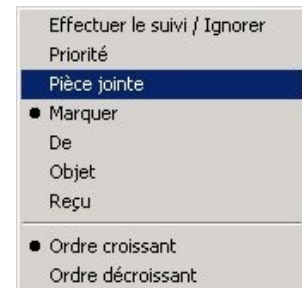 Effectuer le suivi / Ignorer
Priorité
Pièce jointe
Marquer
De
Objet
Reçu
Ordre croissant
Ordre décroissant